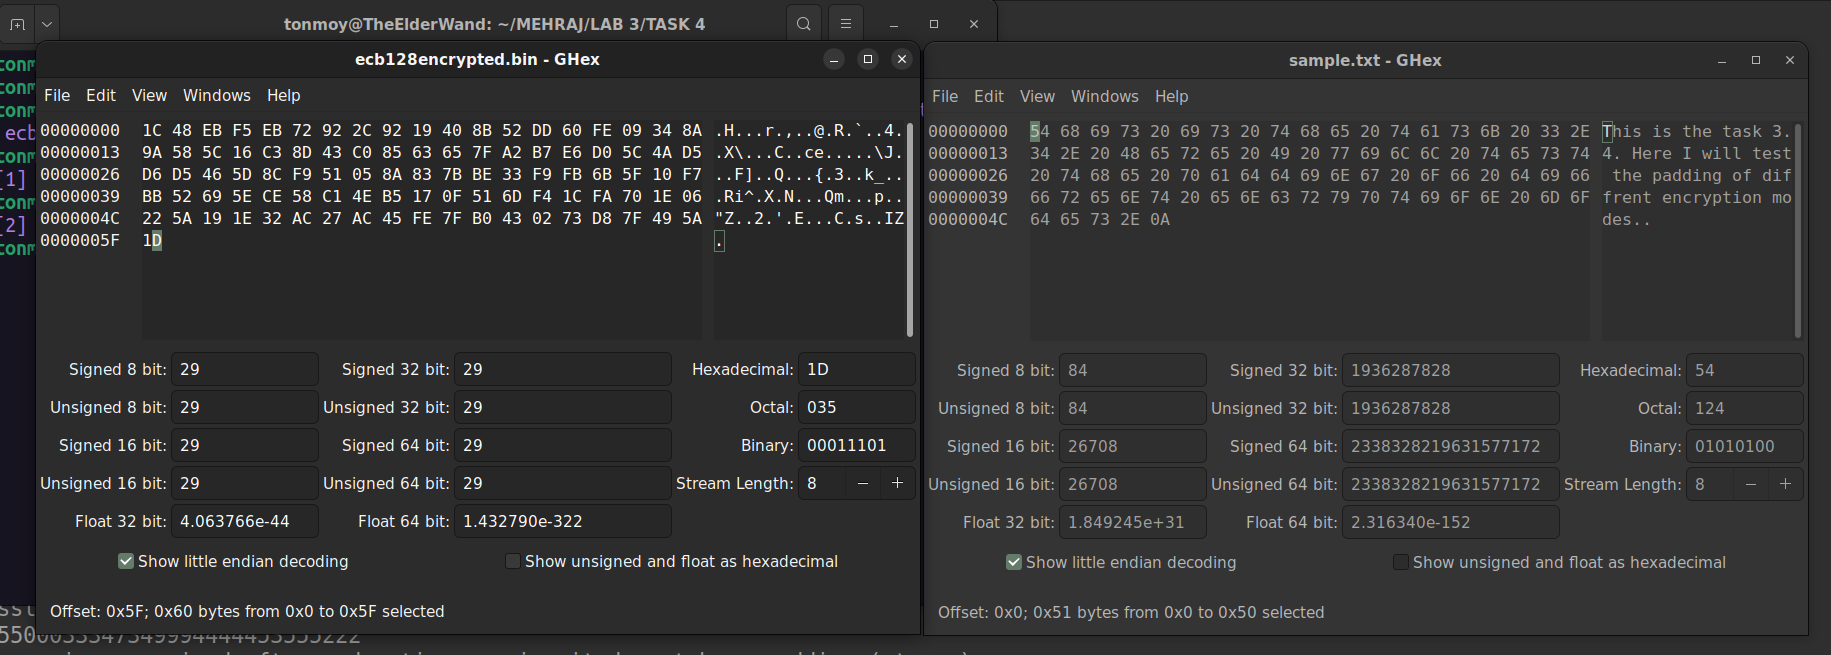 tonmoy@TheElderWand: ~/MEHRAJ/LAB 3/TASK 4
ecb128encrypted.bin - GHex
File Edit View Windows Help
00000000 1C 48 EB F5 EB 72 92 2C 92 19 40 8B 52 DD 60 FE 09 34 8A .H...r.,..@.R.`..4.
00000013 9A 58 5C 16 C3 8D 43 C0 85 63 65 7F A2 B7 E6 D0 5C 4A D5 .X\...C..ce.....\J.
00000026 D6 D5 46 5D 8C F9 51 05 8A 83 7B BE 33 F9 FB 6B 5F 10 F7 ..F]..Q...{.3..k_..
00000039 BB 52 69 5E CE 58 C1 4E B5 17 0F 51 6D F4 1C FA 70 1E 06 .Ri^.X.N...Qm...p..
0000004C 22 5A 19 1E 32 AC 27 AC 45 FE 7F B0 43 02 73 D8 7F 49 5A "Z..2.'.E...C.s..IZ
0000005F 1D .
Signed 8 bit: 29 Signed 32 bit: 29 Hexadecimal: 1D
Unsigned 8 bit: 29 Unsigned 32 bit: 29 Octal: 035
Signed 16 bit: 29 Signed 64 bit: 29 Binary: 00011101
Unsigned 16 bit: 29 Unsigned 64 bit: 29 Stream Length: 8 − +
Float 32 bit: 4.063766e-44 Float 64 bit: 1.432790e-322
Show little endian decoding Show unsigned and float as hexadecimal
Offset: 0x5F; 0x60 bytes from 0x0 to 0x5F selected
sample.txt - GHex
File Edit View Windows Help
00000000 54 68 69 73 20 69 73 20 74 68 65 20 74 61 73 6B 20 33 2E This is the task 3.
00000013 34 2E 20 48 65 72 65 20 49 20 77 69 6C 6C 20 74 65 73 74 4. Here I will test
00000026 20 74 68 65 20 70 61 64 64 69 6E 67 20 6F 66 20 64 69 66 the padding of dif
00000039 66 72 65 6E 74 20 65 6E 63 72 79 70 74 69 6F 6E 20 6D 6F frent encryption mo
0000004C 64 65 73 2E 0A des..
Signed 8 bit: 84 Signed 32 bit: 1936287828 Hexadecimal: 54
Unsigned 8 bit: 84 Unsigned 32 bit: 1936287828 Octal: 124
Signed 16 bit: 26708 Signed 64 bit: 2338328219631577172 Binary: 01010100
Unsigned 16 bit: 26708 Unsigned 64 bit: 2338328219631577172 Stream Length: 8 − +
Float 32 bit: 1.849245e+31 Float 64 bit: 2.316340e-152
Show little endian decoding Show unsigned and float as hexadecimal
Offset: 0x0; 0x51 bytes from 0x0 to 0x50 selected
tonm
tonm
tonm
ecb
tonm
[1]
tonm
[2]
tonm